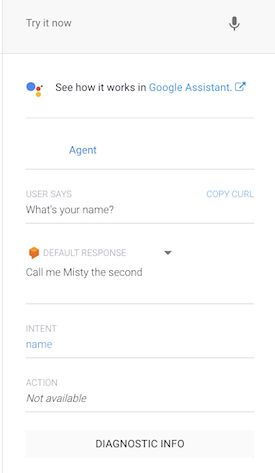 Try it now
See how it works in Google Assistant.
Agent
USER SAYS COPY CURL
What's your name?
DEFAULT RESPONSE
Call me Misty the second
INTENT
name
ACTION
Not available
DIAGNOSTIC INFO